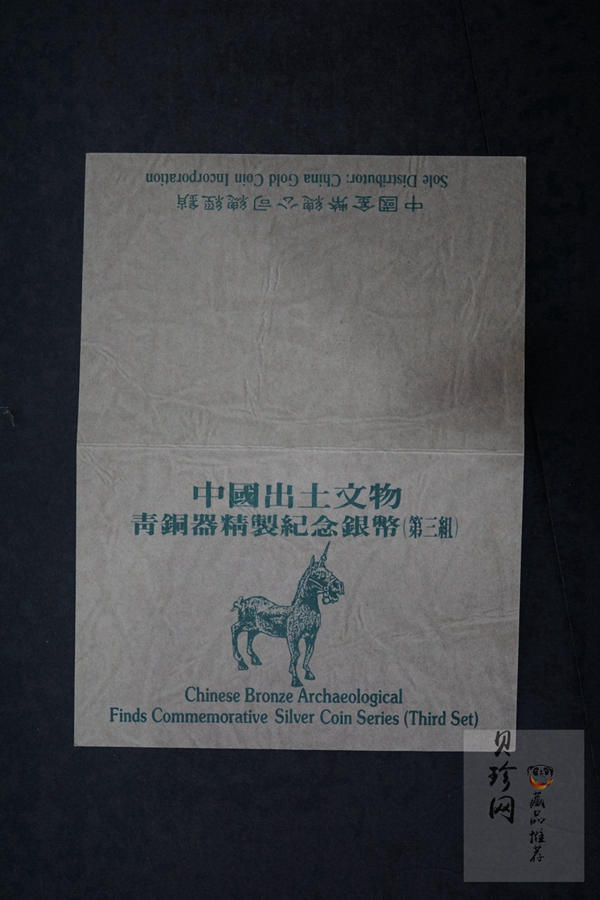 Sole Distributor: China Gold Coin Incorporation
中國金幣總公司總經銷
中國出土文物
青銅器精製紀念銀幣(第三組)
Chinese Bronze Archaeological
Finds Commemorative Silver Coin Series (Third Set)
贝珍网
藏品推荐